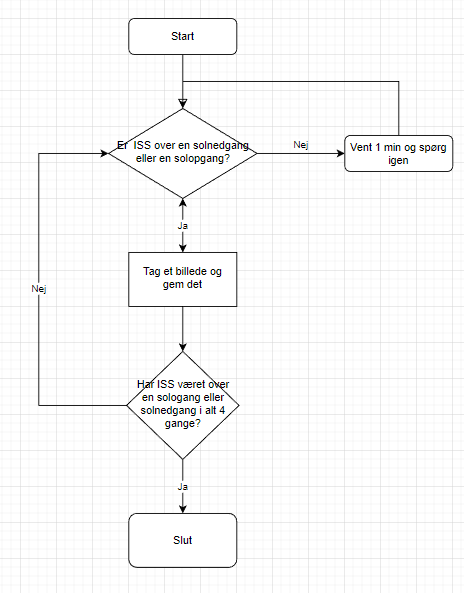 Start
Er ISS over en solnedgang
eller en solopgang?
Nej
Vent 1 min og spørg
igen
Ja
Tag et billede og
gem det
Nej
Har ISS været over
en sologang eller
solnedgang i alt 4
gange?
Ja
Slut